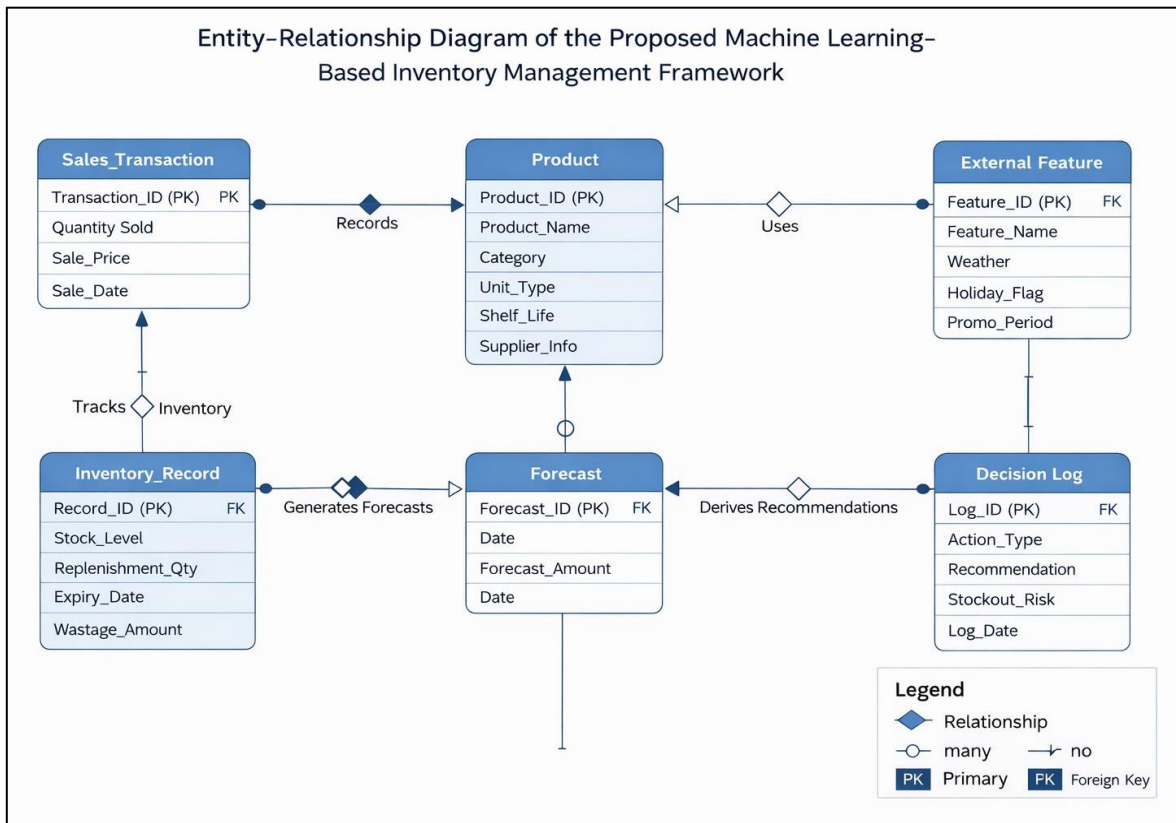 Entity–Relationship Diagram of the Proposed Machine Learning–
Based Inventory Management Framework
Sales_Transaction
Transaction_ID (PK) PK
Quantity Sold
Sale_Price
Sale_Date
Records
Product
Product_ID (PK)
Product_Name
Category
Unit_Type
Shelf_Life
Supplier_Info
Uses
External Feature
Feature_ID (PK) FK
Feature_Name
Weather
Holiday_Flag
Promo_Period
Tracks Inventory
Inventory_Record
Record_ID (PK) FK
Stock_Level
Replenishment_Qty
Expiry_Date
Wastage_Amount
Generates Forecasts
Forecast
Forecast_ID (PK) FK
Date
Forecast_Amount
Date
Derives Recommendations
Decision Log
Log_ID (PK) FK
Action_Type
Recommendation
Stockout_Risk
Log_Date
Legend
Relationship
many no
PK Primary PK Foreign Key